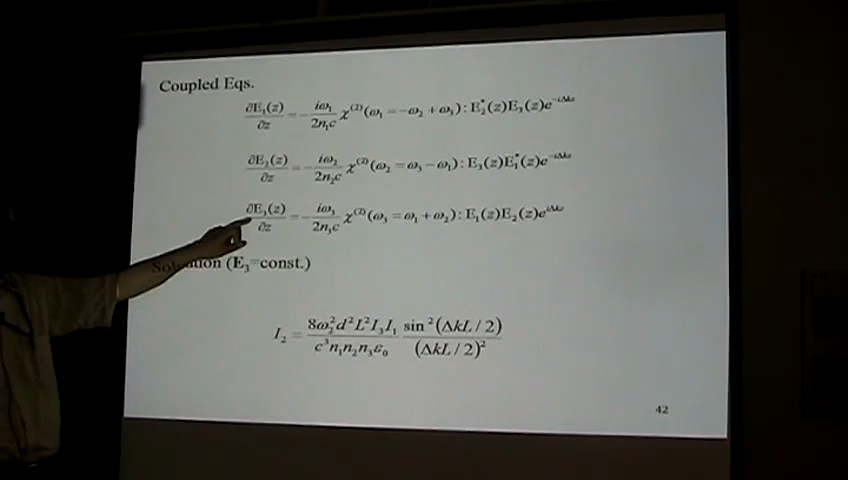 Coupled Eqs.
∂E₁(z)/∂z = −(iω₁/2n₁c) χ⁽²⁾(ω₁ = −ω₂ + ω₃) : E₂*(z)E₃(z)e^(−iΔkz)
∂E₂(z)/∂z = −(iω₂/2n₂c) χ⁽²⁾(ω₂ = ω₃ − ω₁) : E₃(z)E₁*(z)e^(−iΔkz)
∂E₃(z)/∂z = −(iω₃/2n₃c) χ⁽²⁾(ω₃ = ω₁ + ω₂) : E₁(z)E₂(z)e^(iΔkz)
Solution (E₃=const.)
I₂ = (8ω₂²d²L²I₃I₁ / c³n₁n₂n₃ε₀) (sin²(ΔkL / 2) / (ΔkL / 2)²)
42